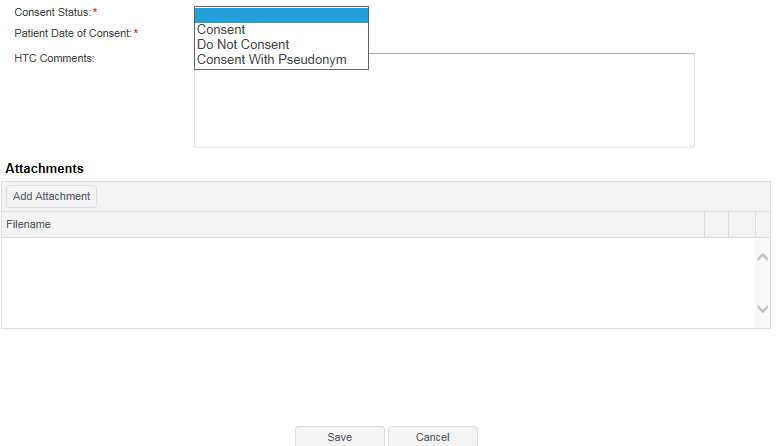 Consent Status:*
Consent
Patient Date of Consent:*
Do Not Consent
HTC Comments:
Consent With Pseudonym
Attachments
Add Attachment
Filename
Save Cancel